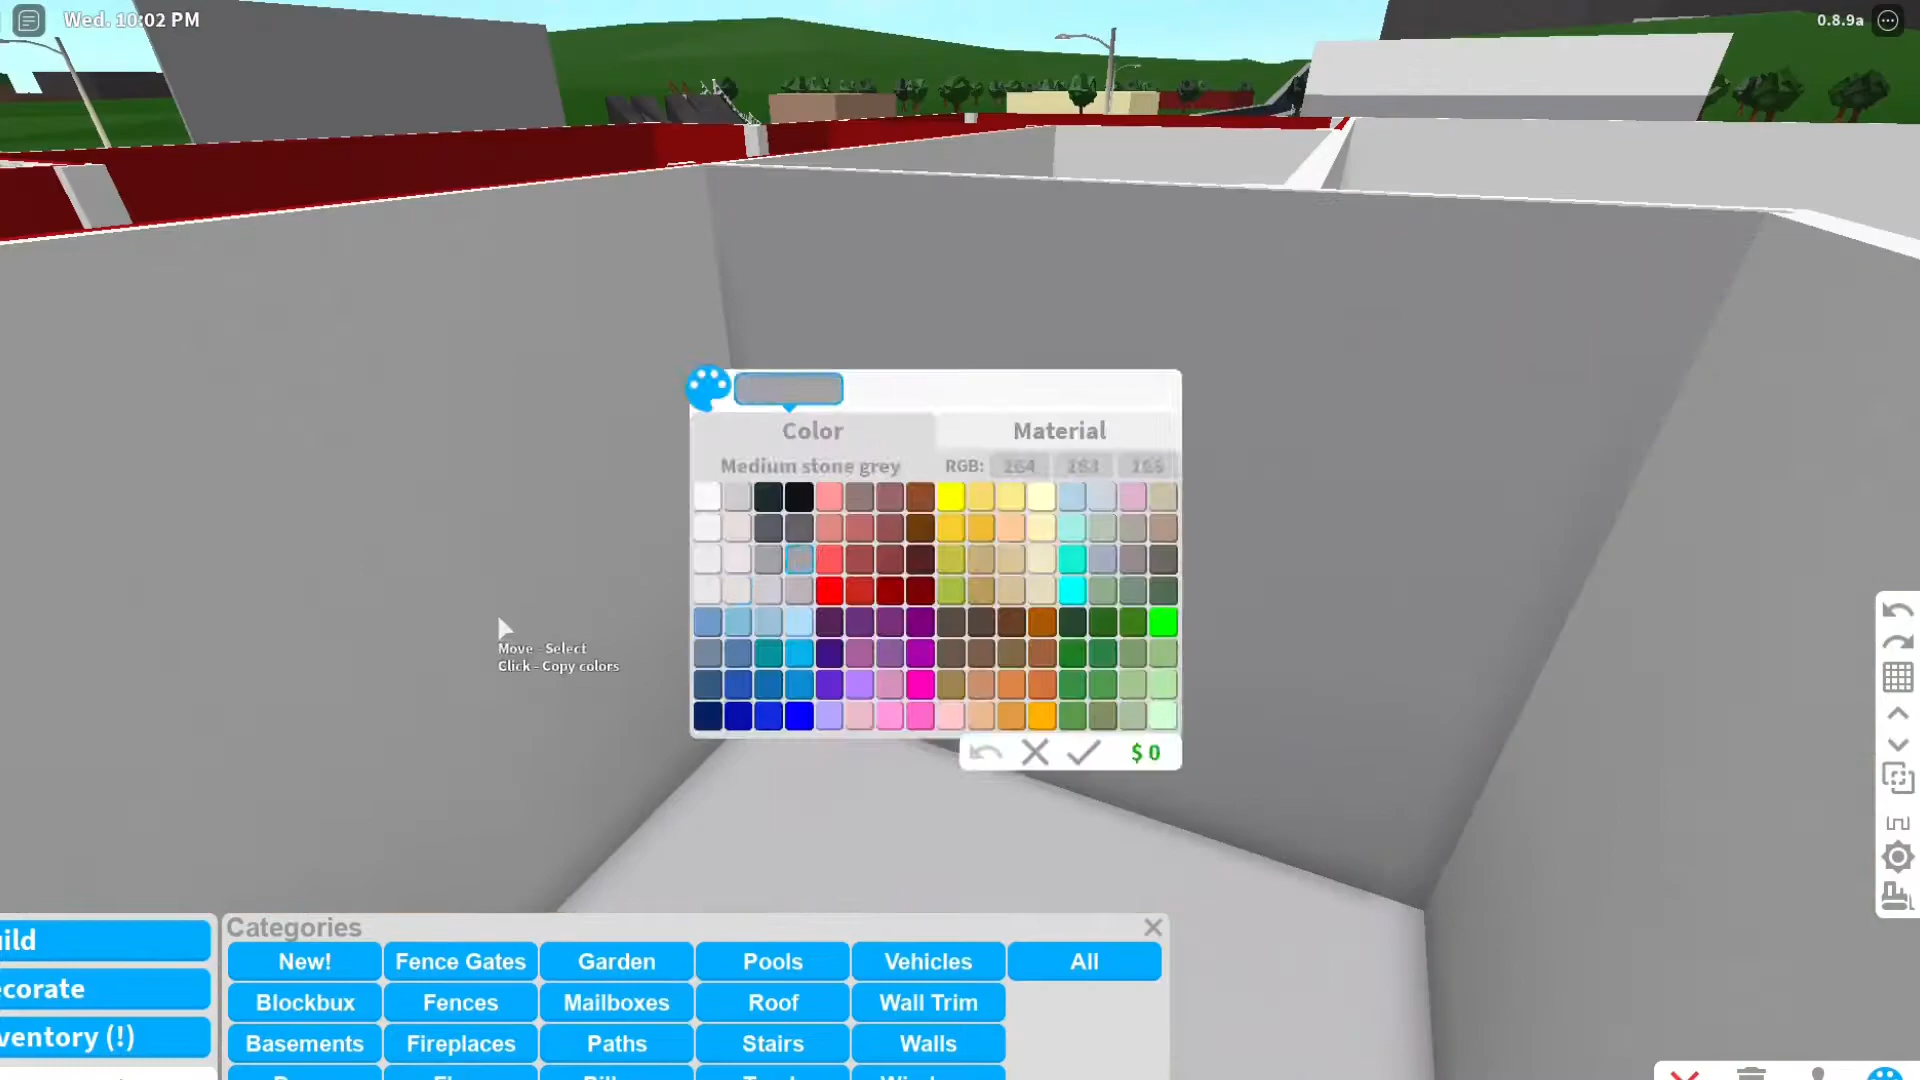 Wed. 10:02 PM
0.8.9a
Color
Material
Medium stone grey
RGB:
Move - Select
Click - Copy colors
$ 0
ild
Categories
New!
Fence Gates
Garden
Pools
Vehicles
All
ecorate
Blockbux
Fences
Mailboxes
Roof
Wall Trim
ventory (!)
Basements
Fireplaces
Paths
Stairs
Walls